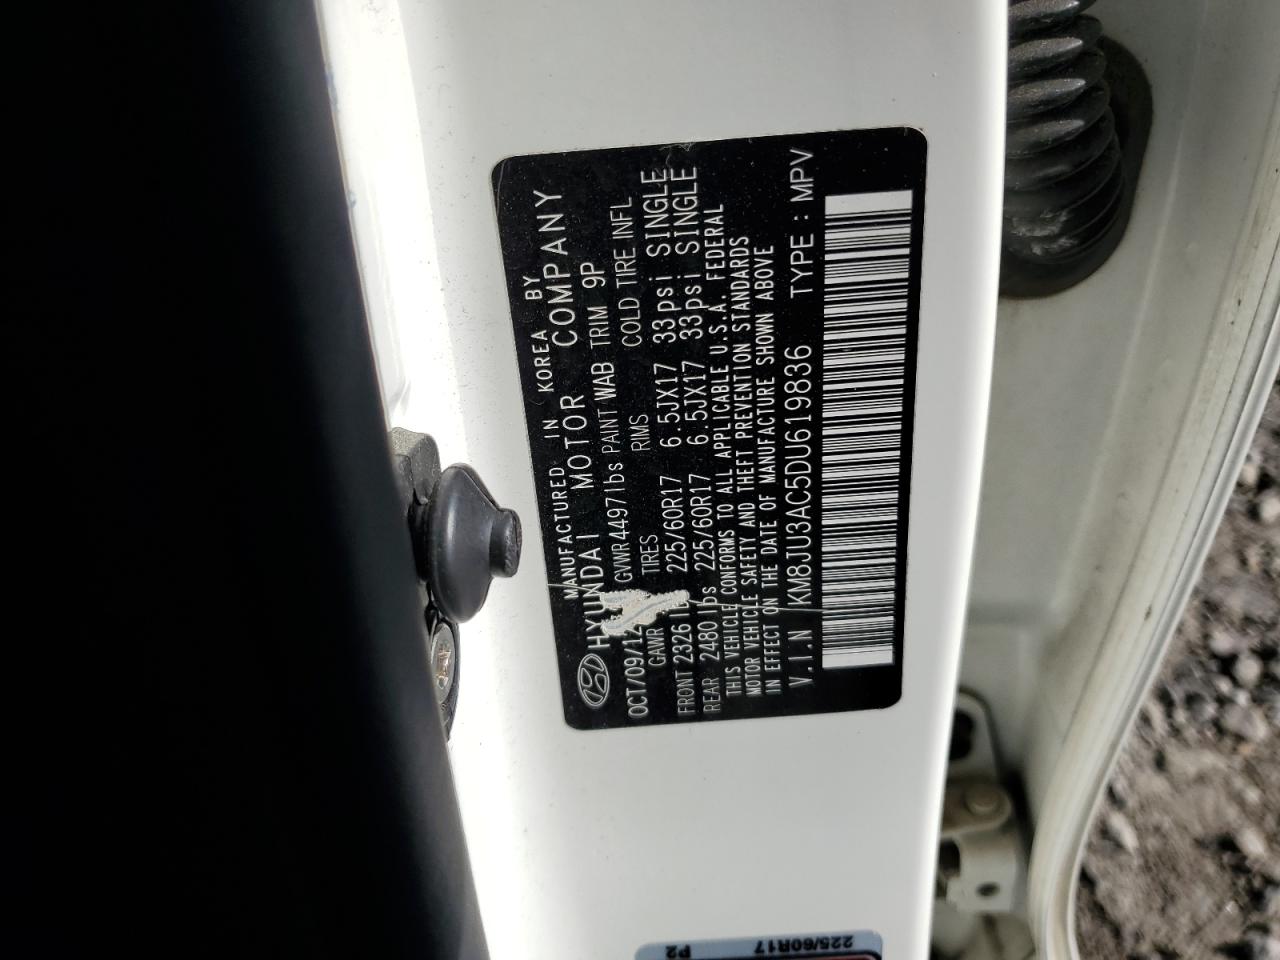 MANUFACTURED IN KOREA BY
HYUNDAI MOTOR COMPANY
OCT/09/12 GVWR 4497lbs PAINT WAB TRIM 9P
GAWR TIRES RIMS COLD TIRE INFL
FRONT 2326 225/60R17 6.5JX17 33psi SINGLE
REAR 2480 lbs 225/60R17 6.5JX17 33psi SINGLE
THIS VEHICLE CONFORMS TO ALL APPLICABLE U.S.A. FEDERAL
MOTOR VEHICLE SAFETY AND THEFT PREVENTION STANDARDS
IN EFFECT ON THE DATE OF MANUFACTURE SHOWN ABOVE
V.I.N : KM8JU3AC5DU619836 TYPE : MPV
225/60R17
P2